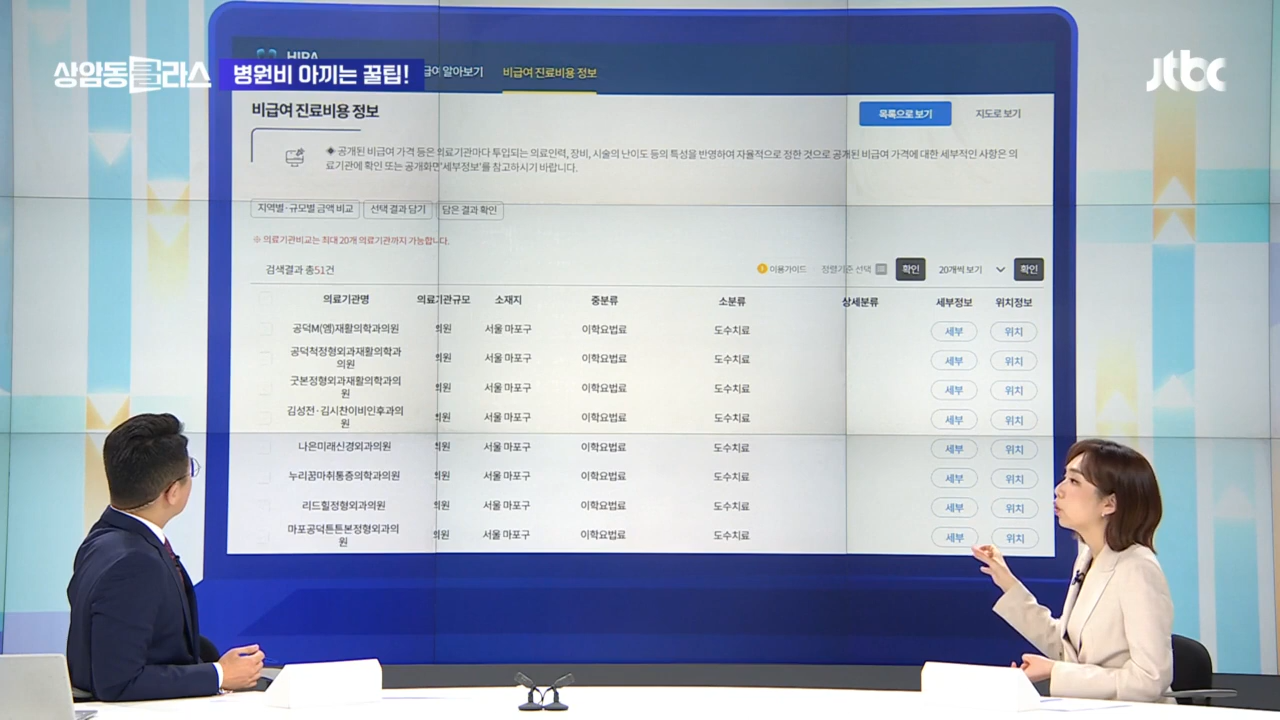 상암동클라스 병원비 아끼는 꿀팁!
jtbc
HIRA
급여 알아보기 비급여 진료비용 정보
비급여 진료비용 정보
목록으로 보기 지도로 보기
◈ 공개된 비급여 가격 등은 의료기관마다 투입되는 의료인력, 장비, 시술의 난이도 등의 특성을 반영하여 자율적으로 정한 것으로 공개된 비급여 가격에 대한 세부적인 사항은 의
료기관에 확인 또는 공개화면'세부정보'를 참고하시기 바랍니다.
지역별·규모별 금액 비교 선택 결과 담기 담은 결과 확인
※ 의료기관비교는 최대 20개 의료기관까지 가능합니다.
검색결과 총51건 이용가이드 정렬기준 선택 확인 20개씩 보기 확인
의료기관명 의료기관규모 소재지 중분류 소분류 상세분류 세부정보 위치정보
공덕M(엠)재활의학과의원 의원 서울 마포구 이학요법료 도수치료 세부 위치
공덕척정형외과재활의학과
의원 의원 서울 마포구 이학요법료 도수치료 세부 위치
굿본정형외과재활의학과의
원 의원 서울 마포구 이학요법료 도수치료 세부 위치
김성전·김시찬이비인후과의
원 의원 서울 마포구 이학요법료 도수치료 세부 위치
나은미래신경외과의원 의원 서울 마포구 이학요법료 도수치료 세부 위치
누리꿈마취통증의학과의원 의원 서울 마포구 이학요법료 도수치료 세부 위치
리드힐정형외과의원 의원 서울 마포구 이학요법료 도수치료 세부 위치
마포공덕튼튼본정형외과의
원 의원 서울 마포구 이학요법료 도수치료 세부 위치